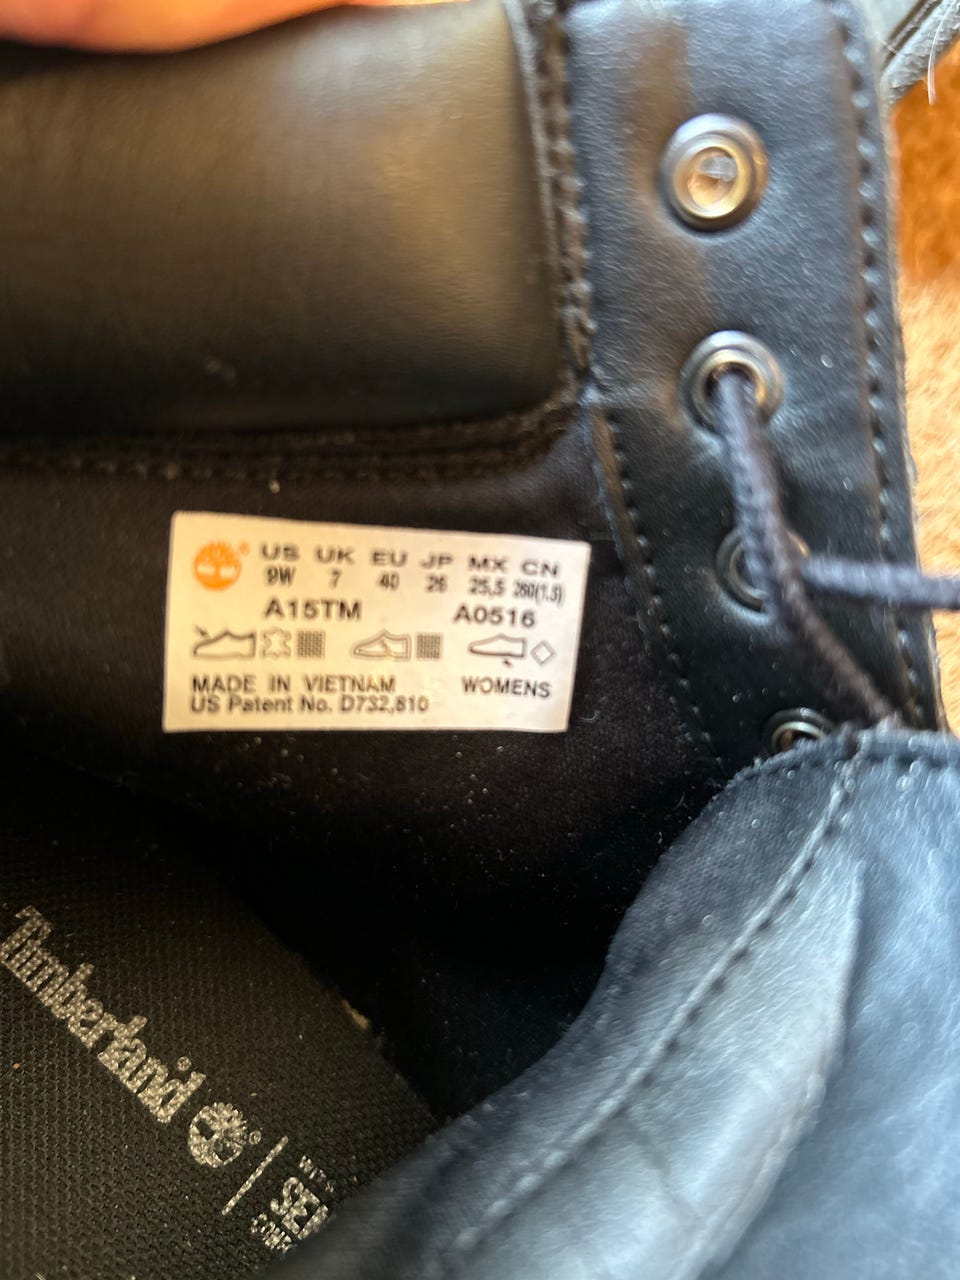 US UK EU JP MX CN
9W 7 40 26 25,5 260(1.5)
A15TM A0516
MADE IN VIETNAM WOMENS
US Patent No. D732,810
Timberland